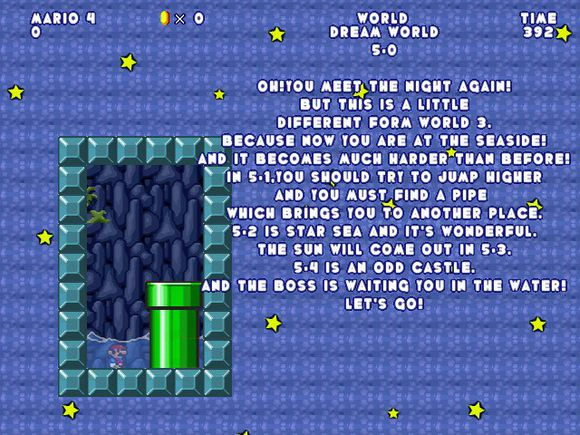 MARIO 4
0
× 0
WORLD
DREAM WORLD
5-0
TIME
392
OH!YOU MEET THE NIGHT AGAIN!
BUT THIS IS A LITTLE
DIFFERENT FORM WORLD 3.
BECAUSE NOW YOU ARE AT THE SEASIDE!
AND IT BECOMES MUCH HARDER THAN BEFORE!
IN 5-1,YOU SHOULD TRY TO JUMP HIGHER
AND YOU MUST FIND A PIPE
WHICH BRINGS YOU TO ANOTHER PLACE.
5-2 IS STAR SEA AND IT'S WONDERFUL.
THE SUN WILL COME OUT IN 5-3.
5-4 IS AN ODD CASTLE.
AND THE BOSS IS WAITING YOU IN THE WATER!
LET'S GO!